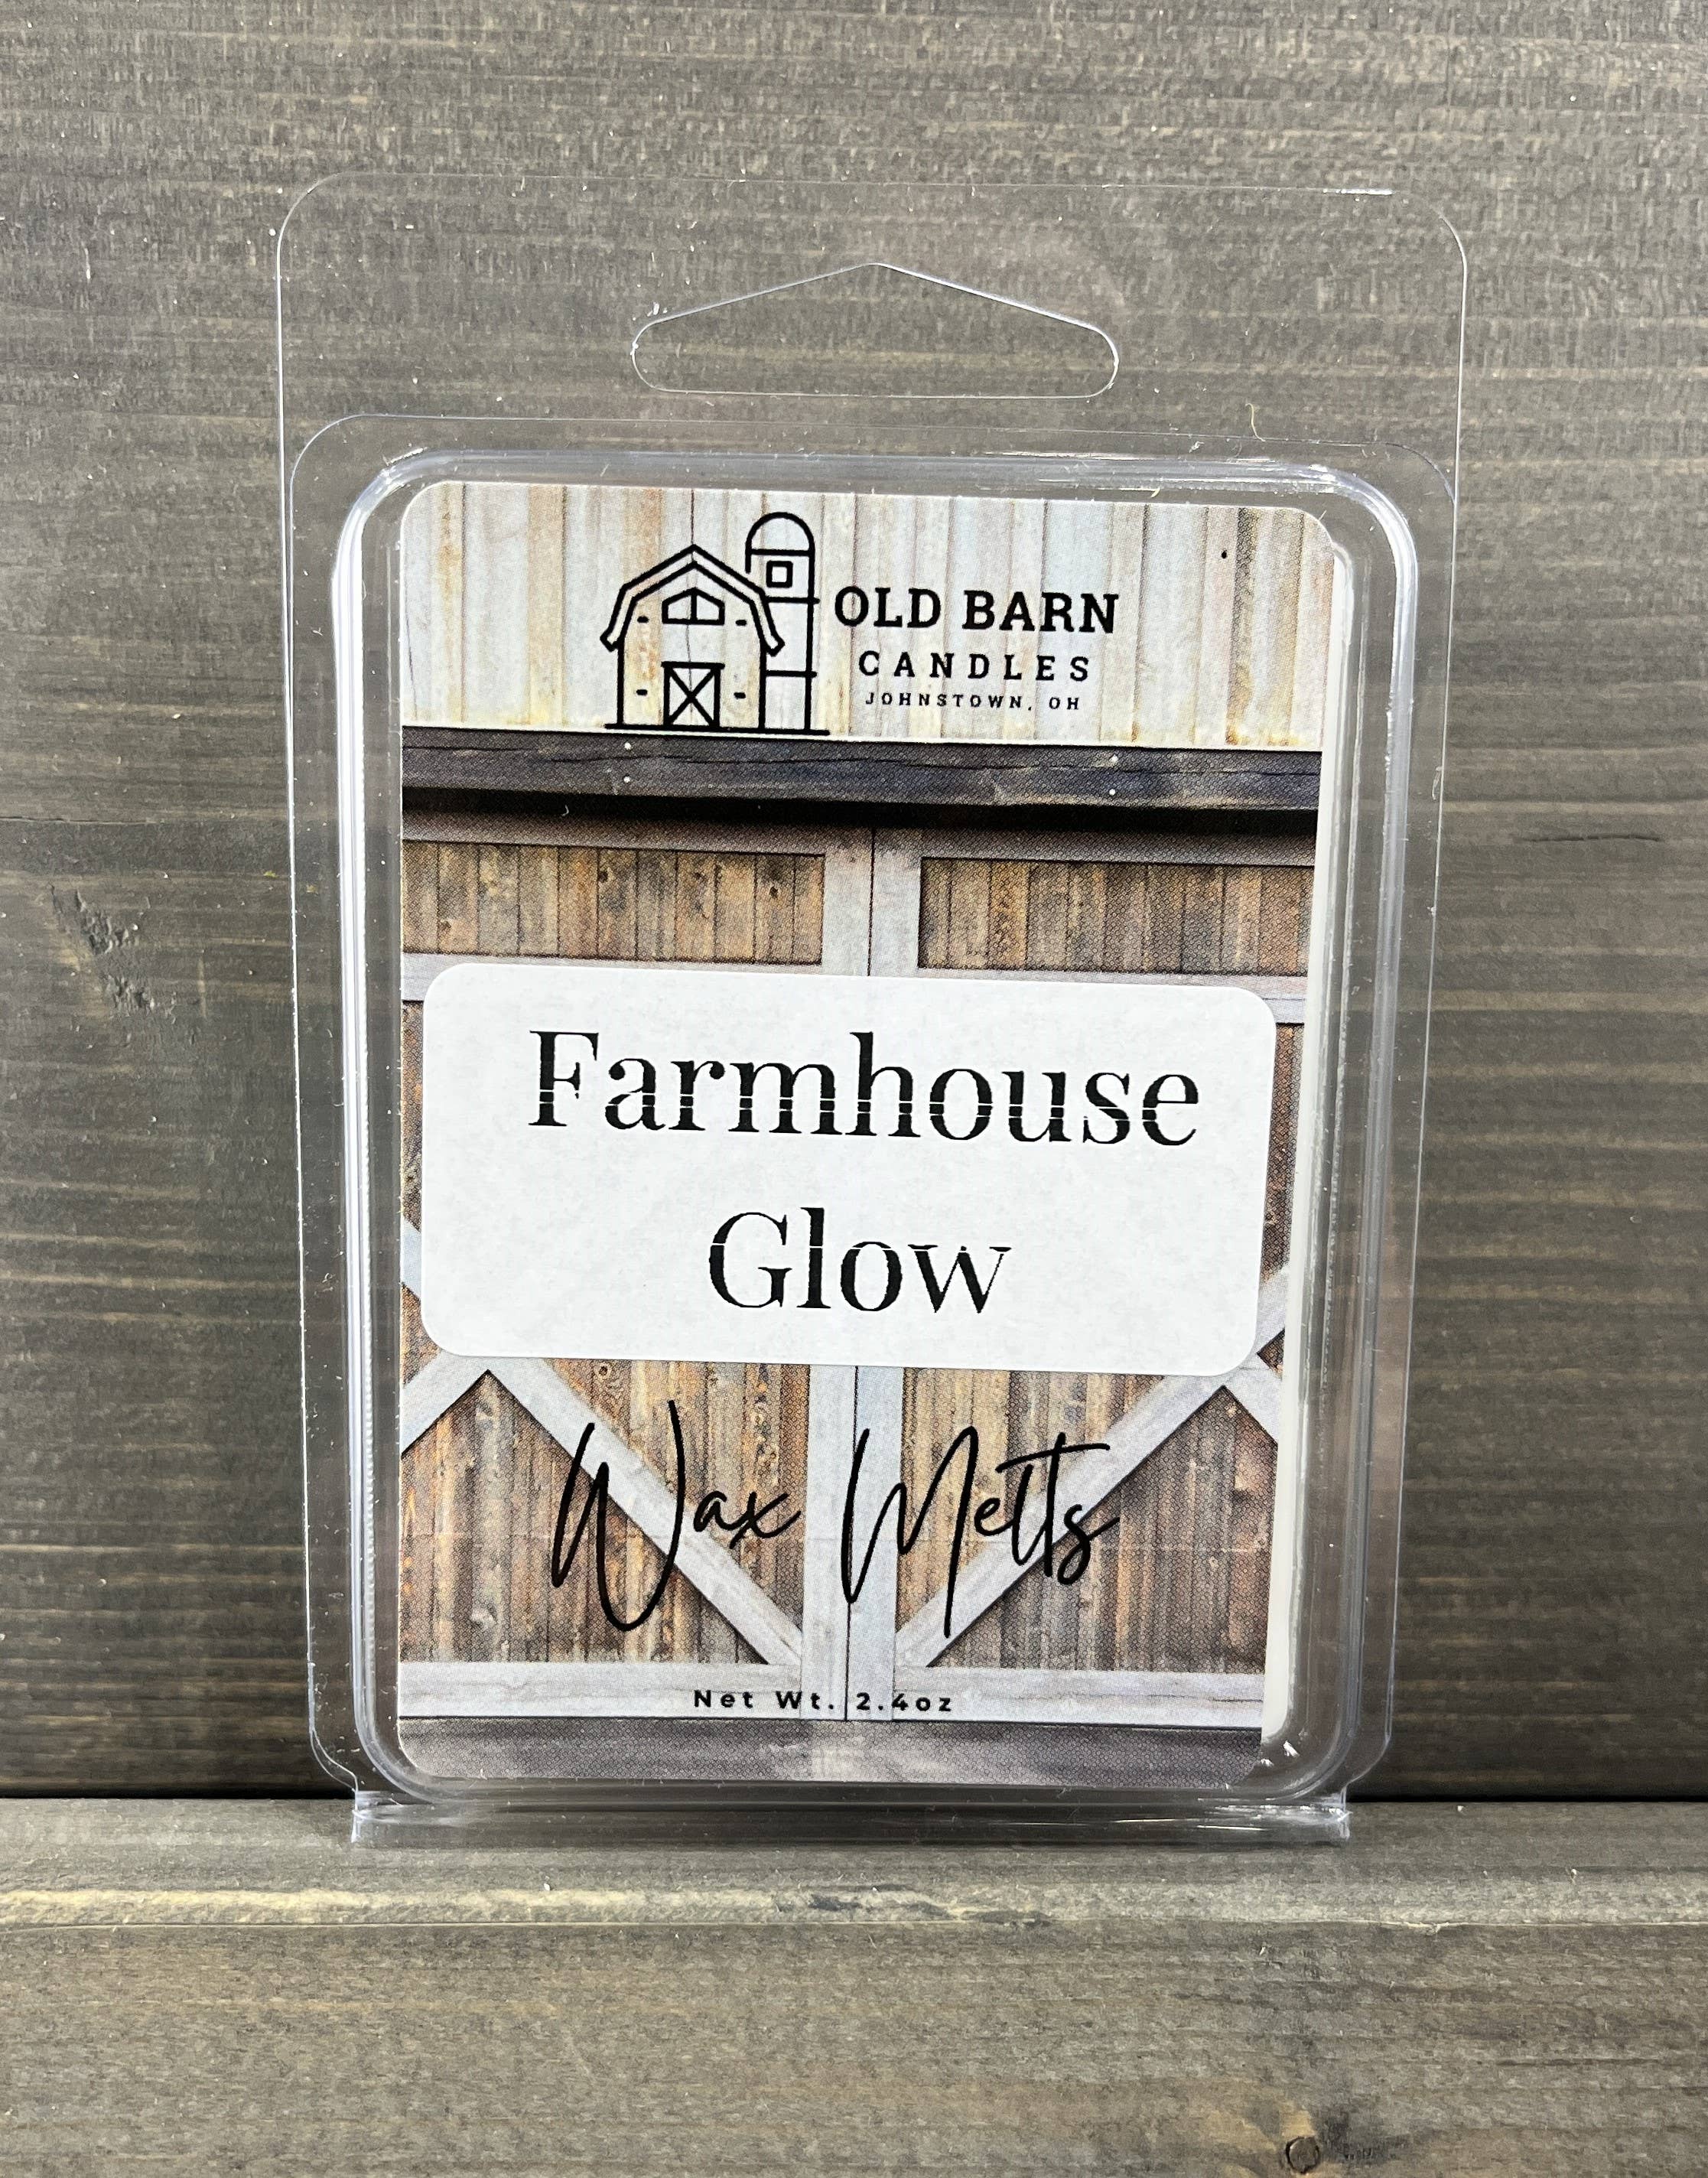 OLD BARN
CANDLES
JOHNSTOWN, OH
Farmhouse
Glow
Wax Melts
Net Wt. 2.4oz